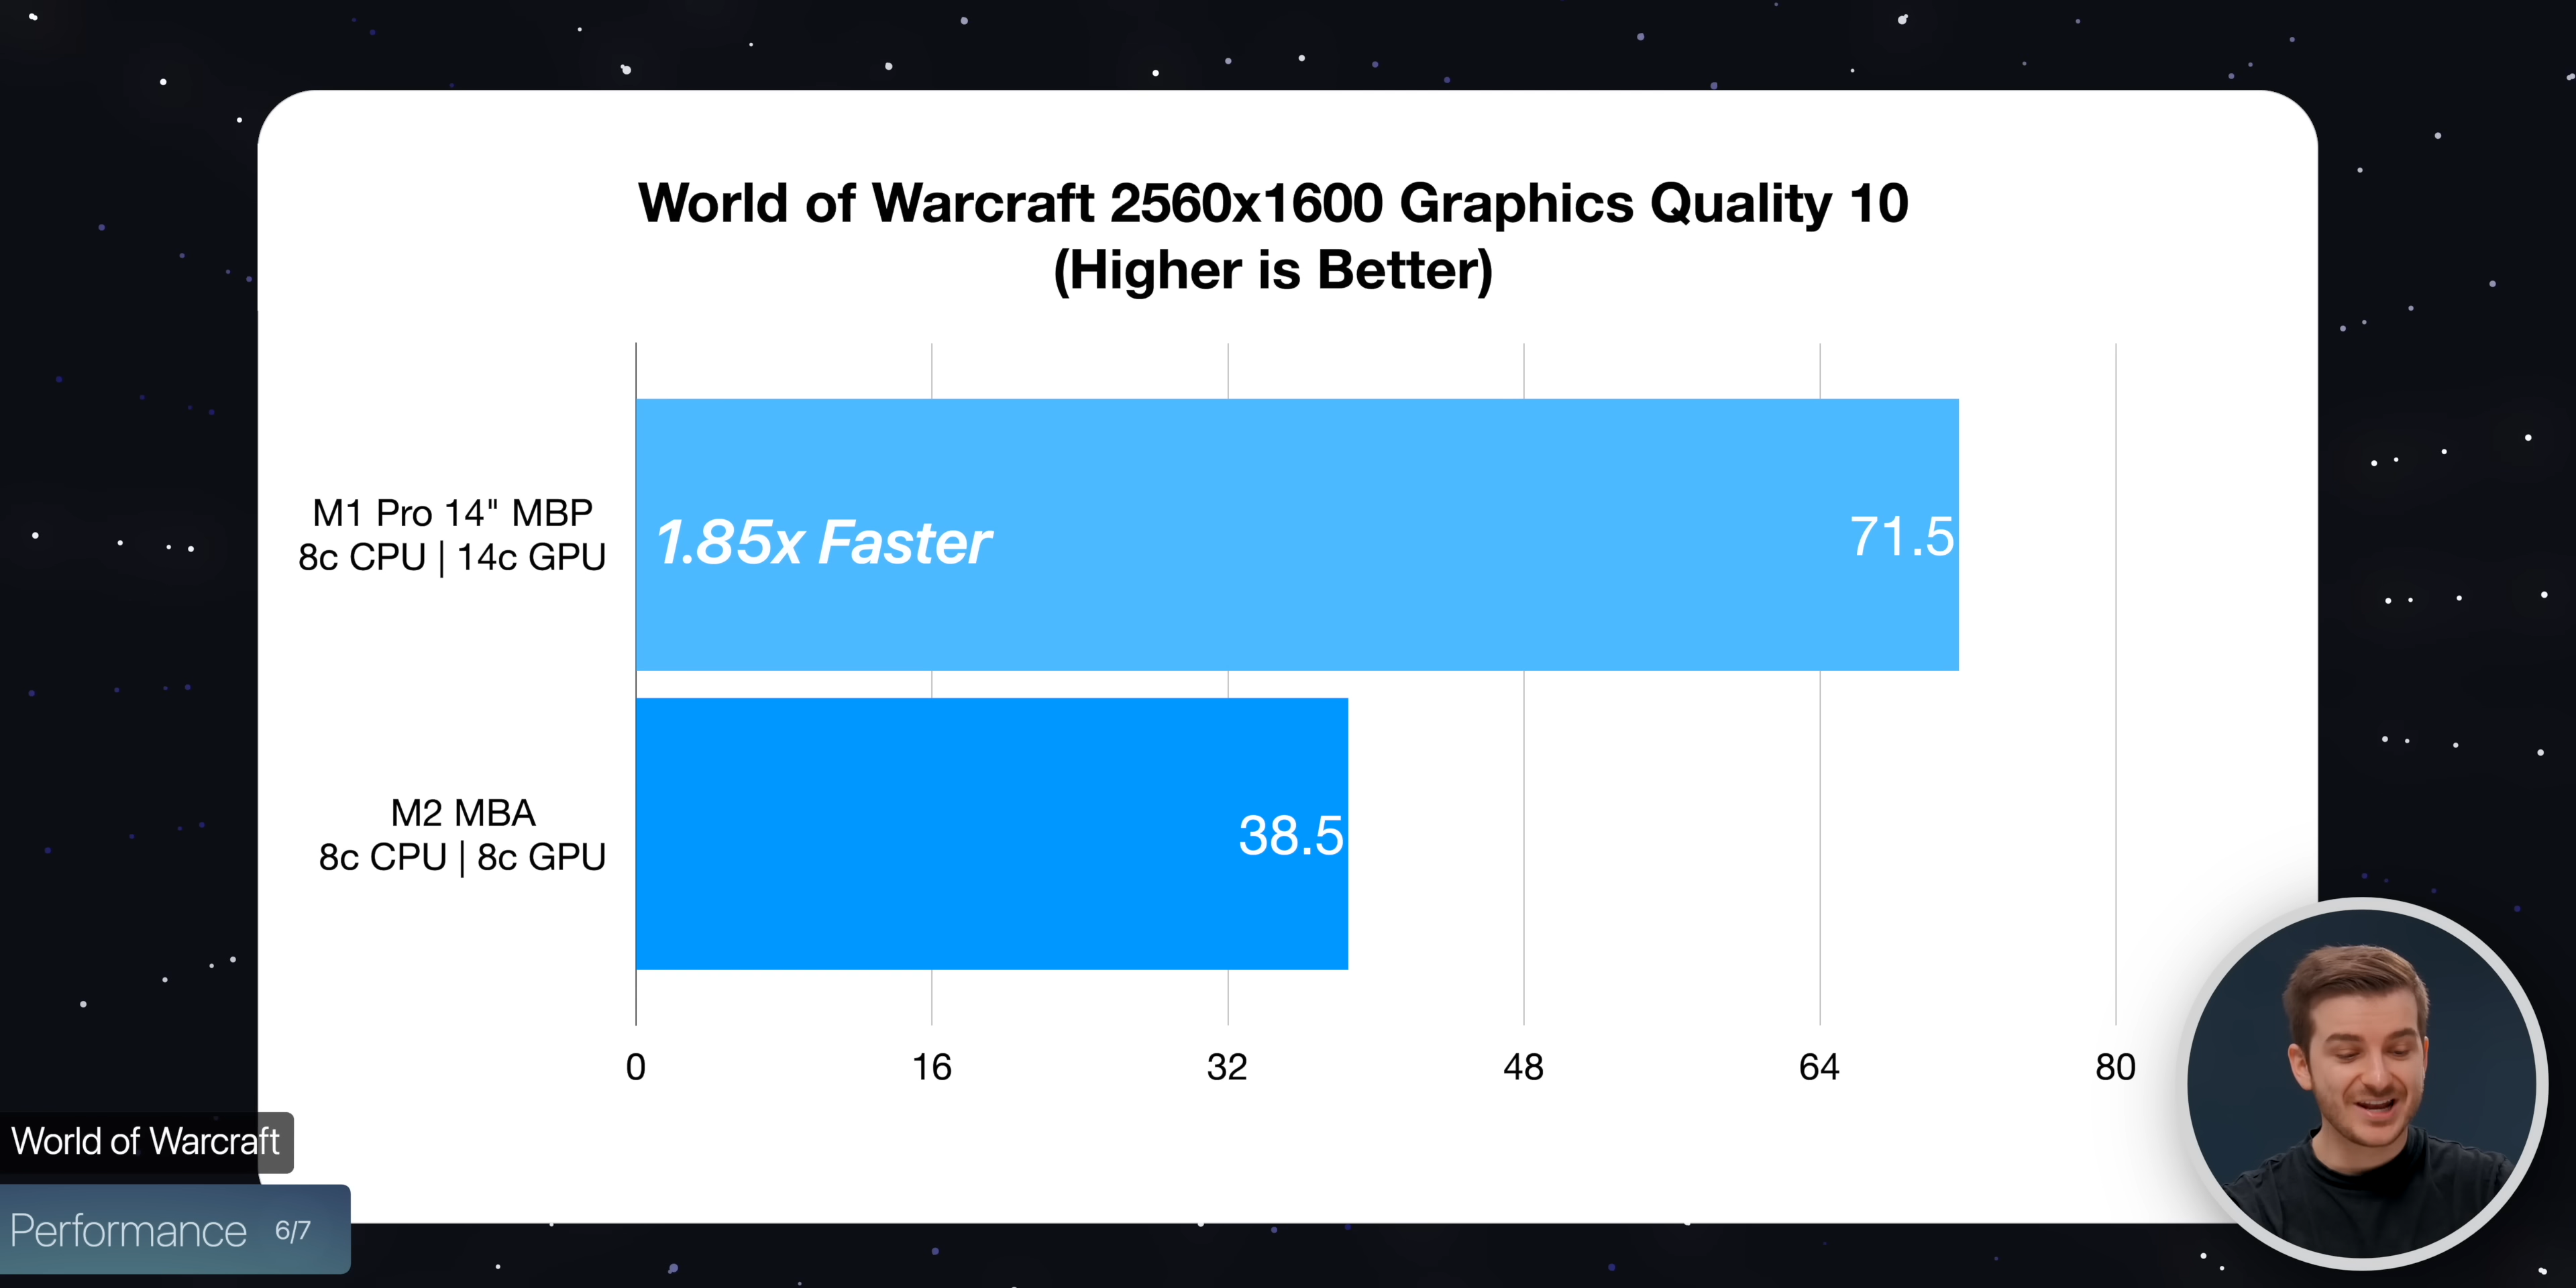 World of Warcraft 2560x1600 Graphics Quality 10
(Higher is Better)
M1 Pro 14" MBP
8c CPU | 14c GPU
1.85x Faster
71.5
M2 MBA
8c CPU | 8c GPU
38.5
0 16 32 48 64 80
World of Warcraft
Performance 6/7